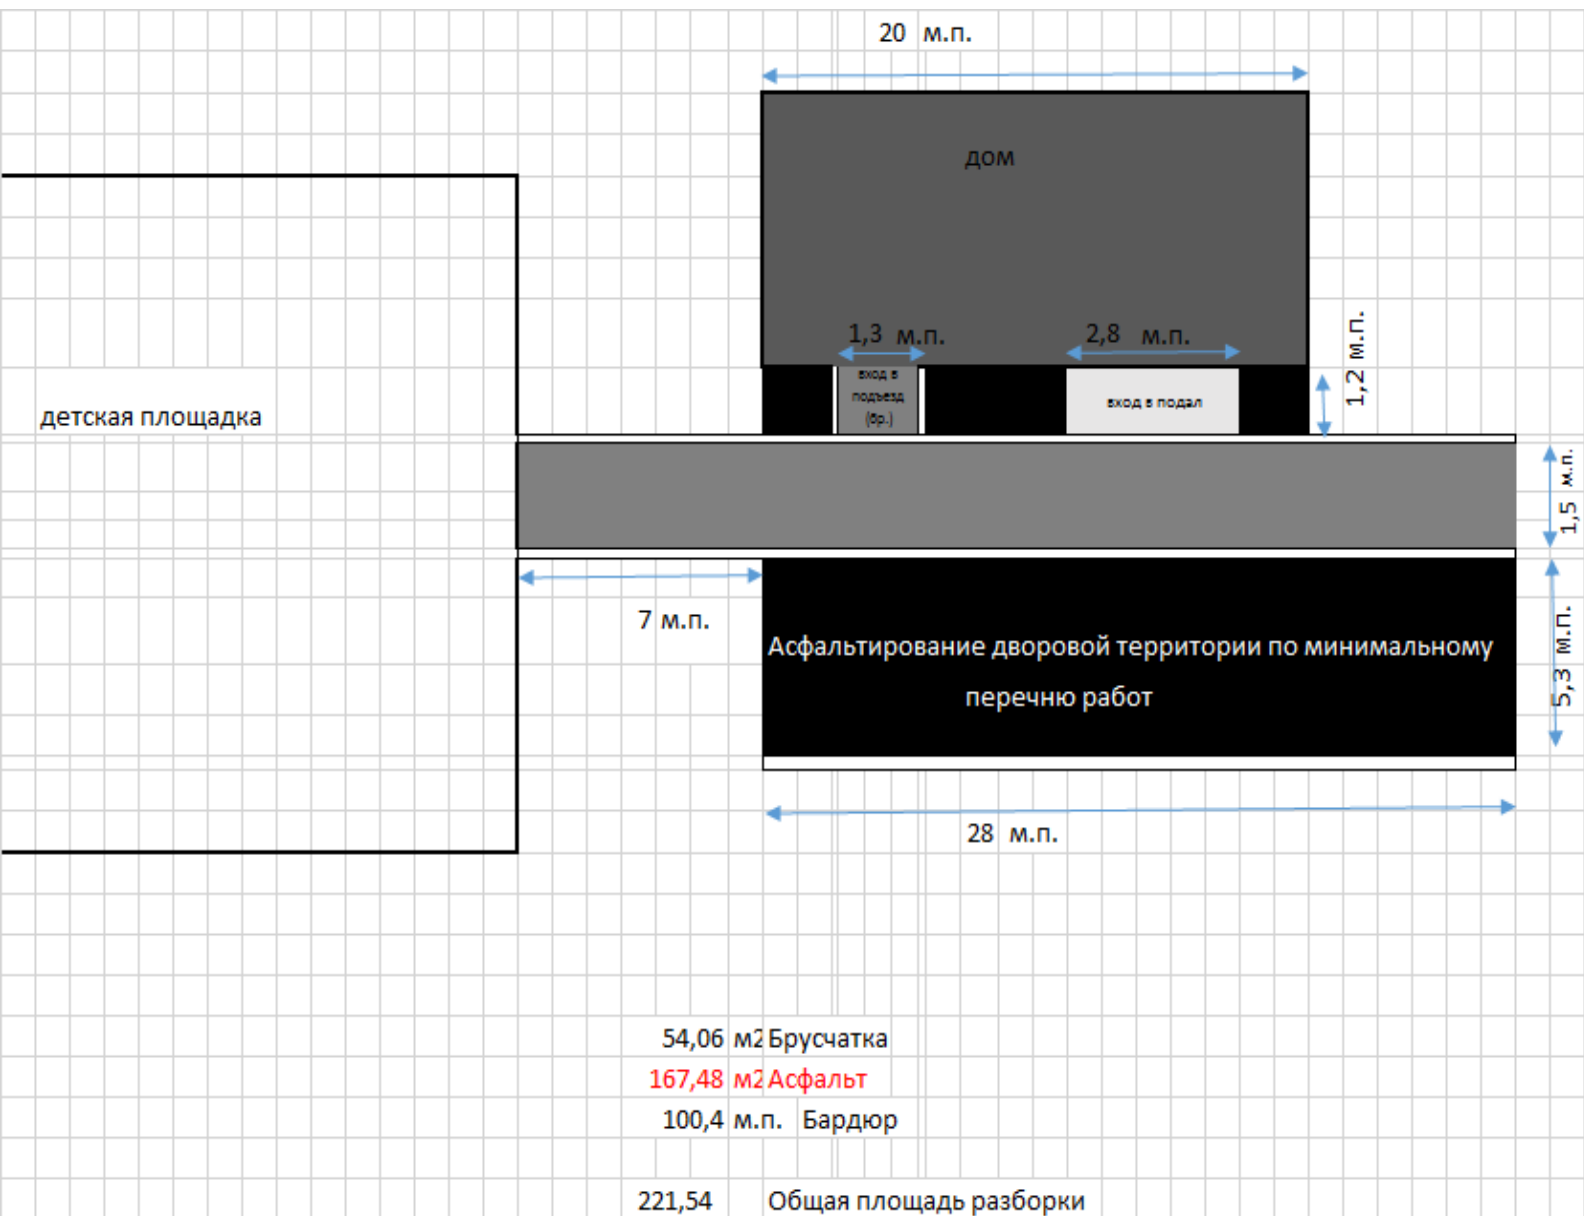 20 м.п.
дом
1,3 м.п.
2,8 м.п.
1,2 м.п.
вход в
подъезд
(бр.)
вход в подал
детская площадка
1,5 м.п.
7 м.п.
5,3 м.п.
Асфальтирование дворовой территории по минимальному
перечню работ
28 м.п.
54,06 м2 Брусчатка
167,48 м2 Асфальт
100,4 м.п. Бардюр
221,54 Общая площадь разборки